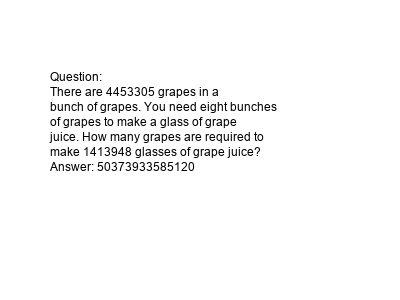 Question:
There are 4453305 grapes in a
bunch of grapes. You need eight bunches
of grapes to make a glass of grape
juice. How many grapes are required to
make 1413948 glasses of grape juice?
Answer: 50373933585120